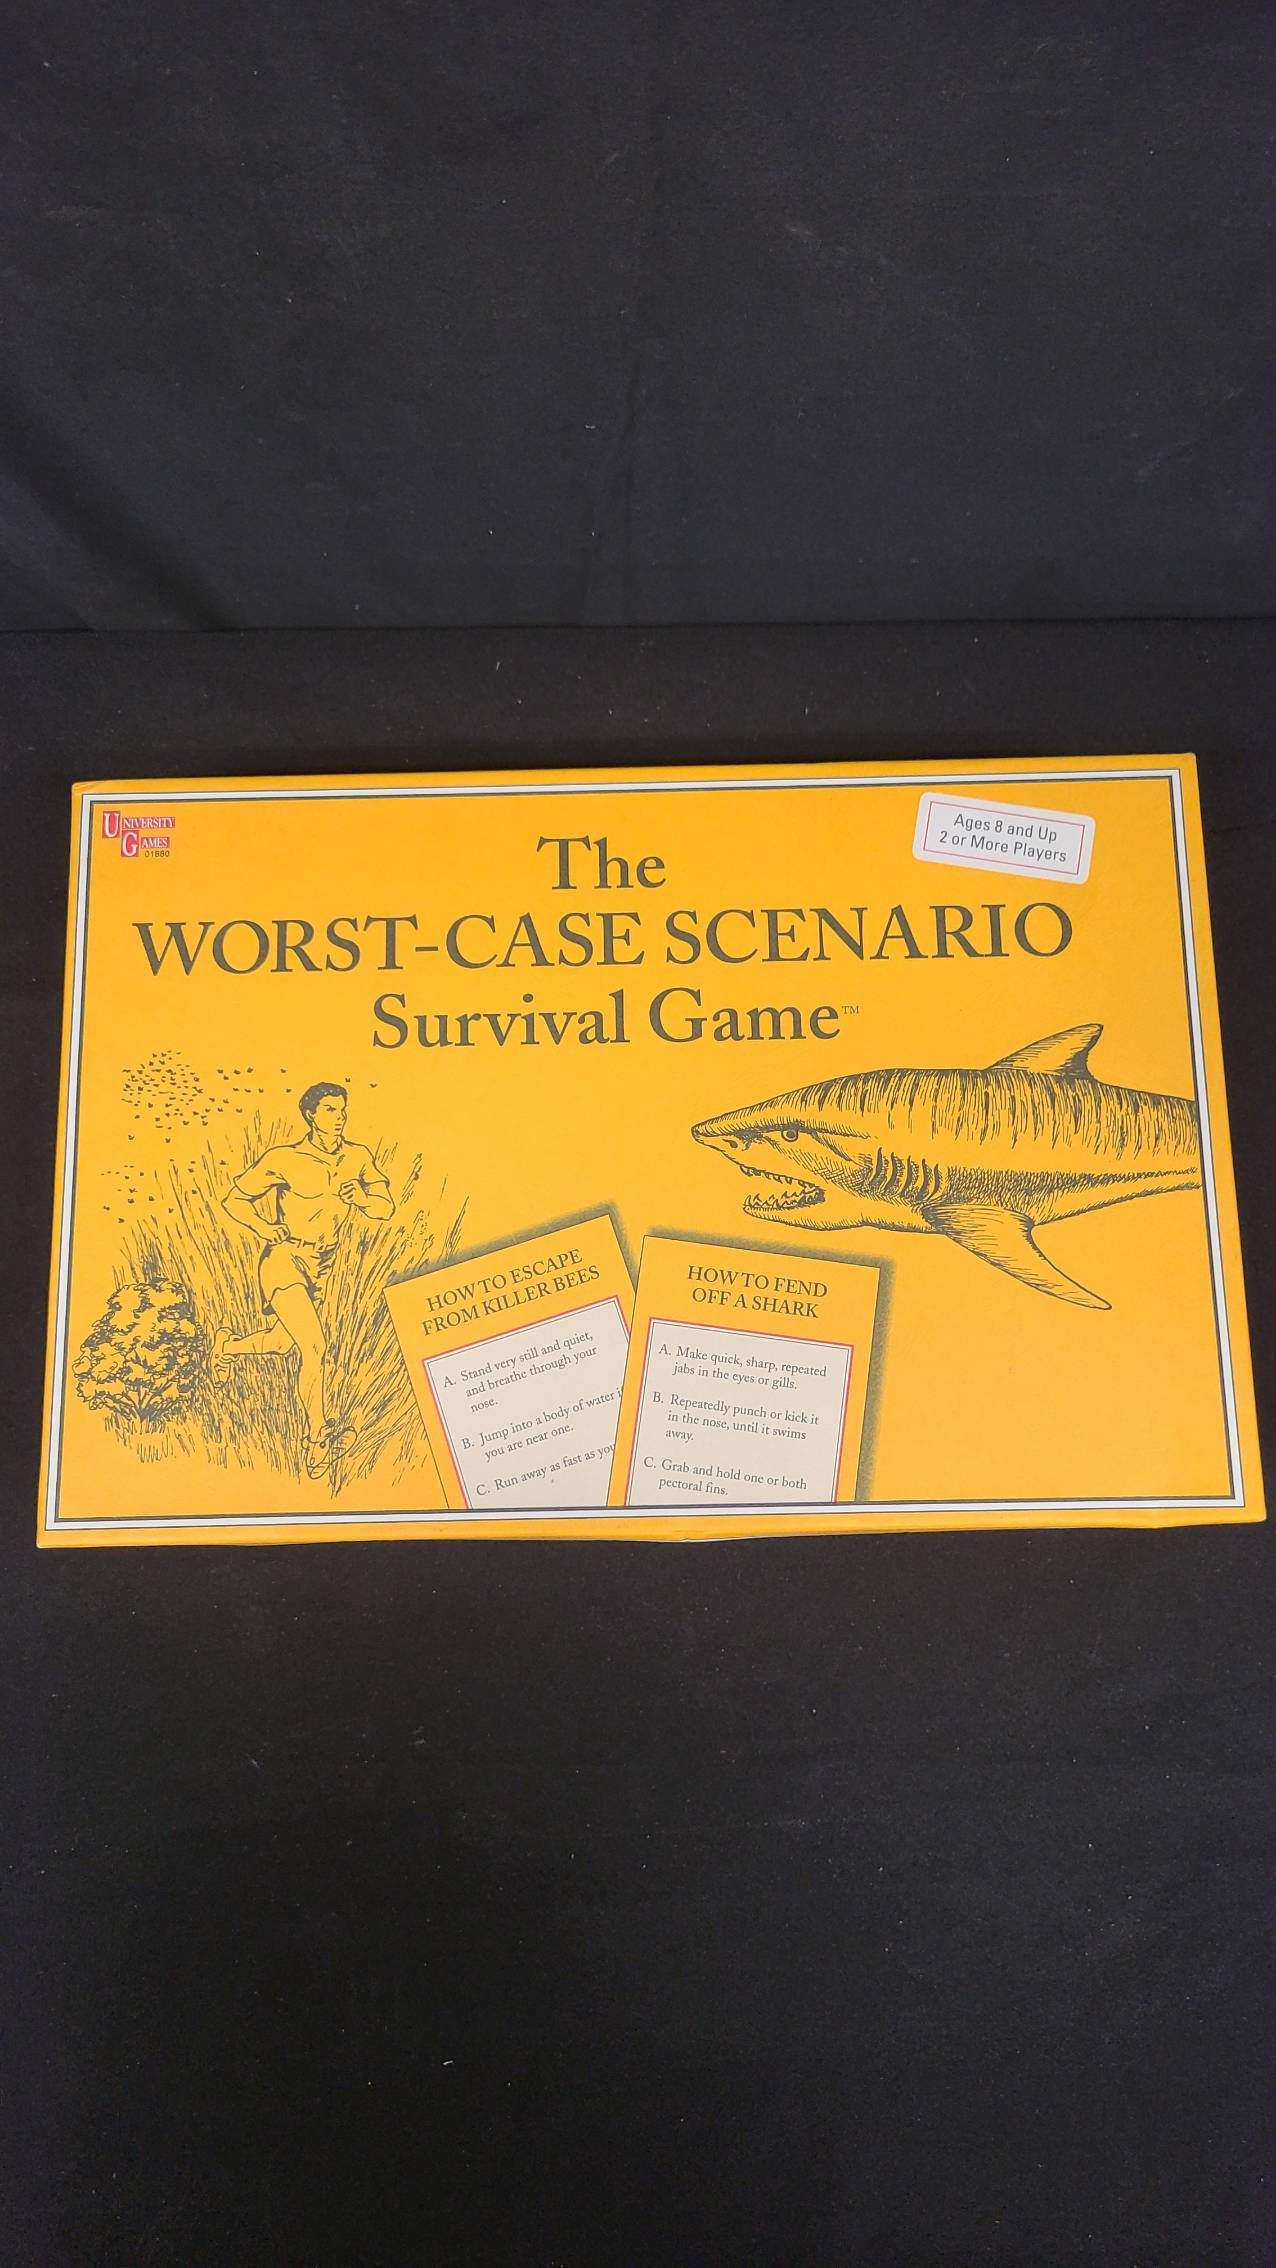 UNIVERSITY
GAMES
01880
Ages 8 and Up
2 or More Players
The
WORST-CASE SCENARIO
Survival Game™
HOW TO ESCAPE
FROM KILLER BEES
A. Stand very still and quiet,
and breathe through your
nose.
B. Jump into a body of water
you are near one.
C. Run away as fast as you
HOW TO FEND
OFF A SHARK
A. Make quick, sharp, repeated
jabs in the eyes or gills.
B. Repeatedly punch or kick it
in the nose, until it swims
away.
C. Grab and hold one or both
pectoral fins.